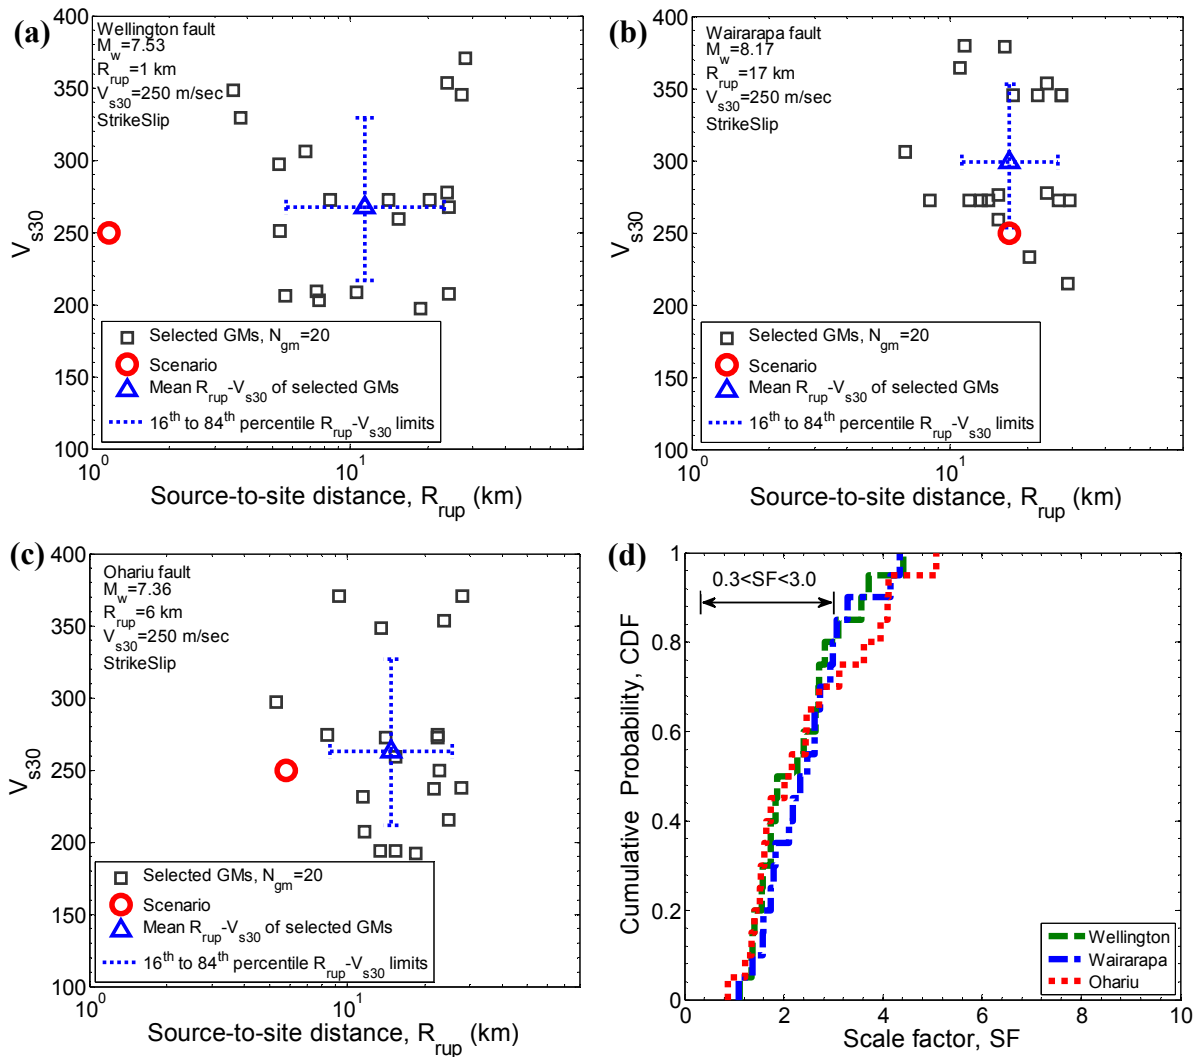 (a)
Wellington fault
Mw=7.53
Rrup=1 km
Vs30=250 m/sec
StrikeSlip
400
350
300
250
200
150
100
Vs30
Selected GMs, Ngm=20
Scenario
Mean Rrup-Vs30 of selected GMs
16th to 84th percentile Rrup-Vs30 limits
10^0
10^1
Source-to-site distance, Rrup (km)
(b)
Wairarapa fault
Mw=8.17
Rrup=17 km
Vs30=250 m/sec
StrikeSlip
400
350
300
250
200
150
100
Vs30
Selected GMs, Ngm=20
Scenario
Mean Rrup-Vs30 of selected GMs
16th to 84th percentile Rrup-Vs30 limits
10^0
10^1
Source-to-site distance, Rrup (km)
(c)
Ohariu fault
Mw=7.36
Rrup=6 km
Vs30=250 m/sec
StrikeSlip
400
350
300
250
200
150
100
Vs30
Selected GMs, Ngm=20
Scenario
Mean Rrup-Vs30 of selected GMs
16th to 84th percentile Rrup-Vs30 limits
10^0
10^1
Source-to-site distance, Rrup (km)
(d)
0.3<SF<3.0
1
0.8
0.6
0.4
0.2
0
Cumulative Probability, CDF
Wellington
Wairarapa
Ohariu
0 2 4 6 8 10
Scale factor, SF